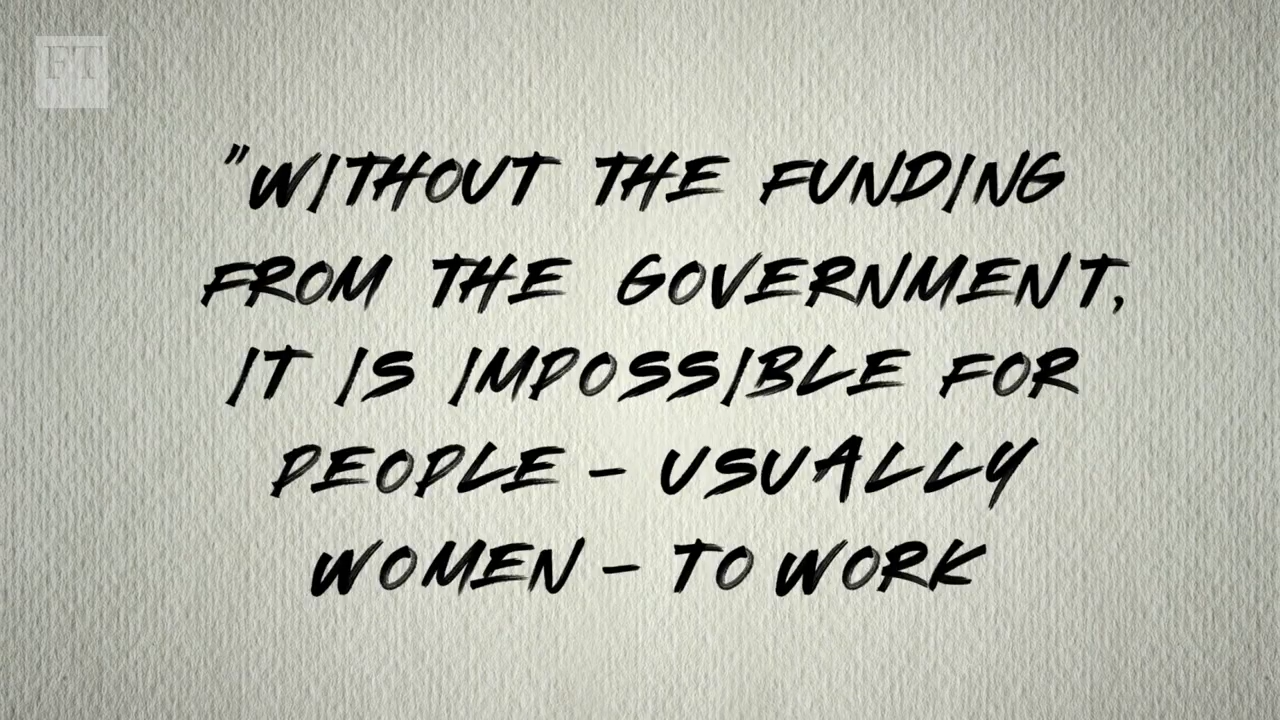 FT
"WITHOUT THE FUNDING
FROM THE GOVERNMENT,
IT IS IMPOSSIBLE FOR
PEOPLE – USUALLY
WOMEN – TO WORK